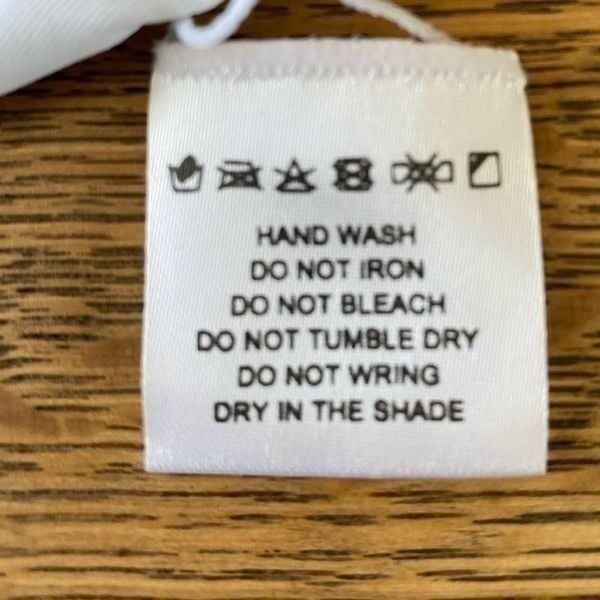 HAND WASH
DO NOT IRON
DO NOT BLEACH
DO NOT TUMBLE DRY
DO NOT WRING
DRY IN THE SHADE